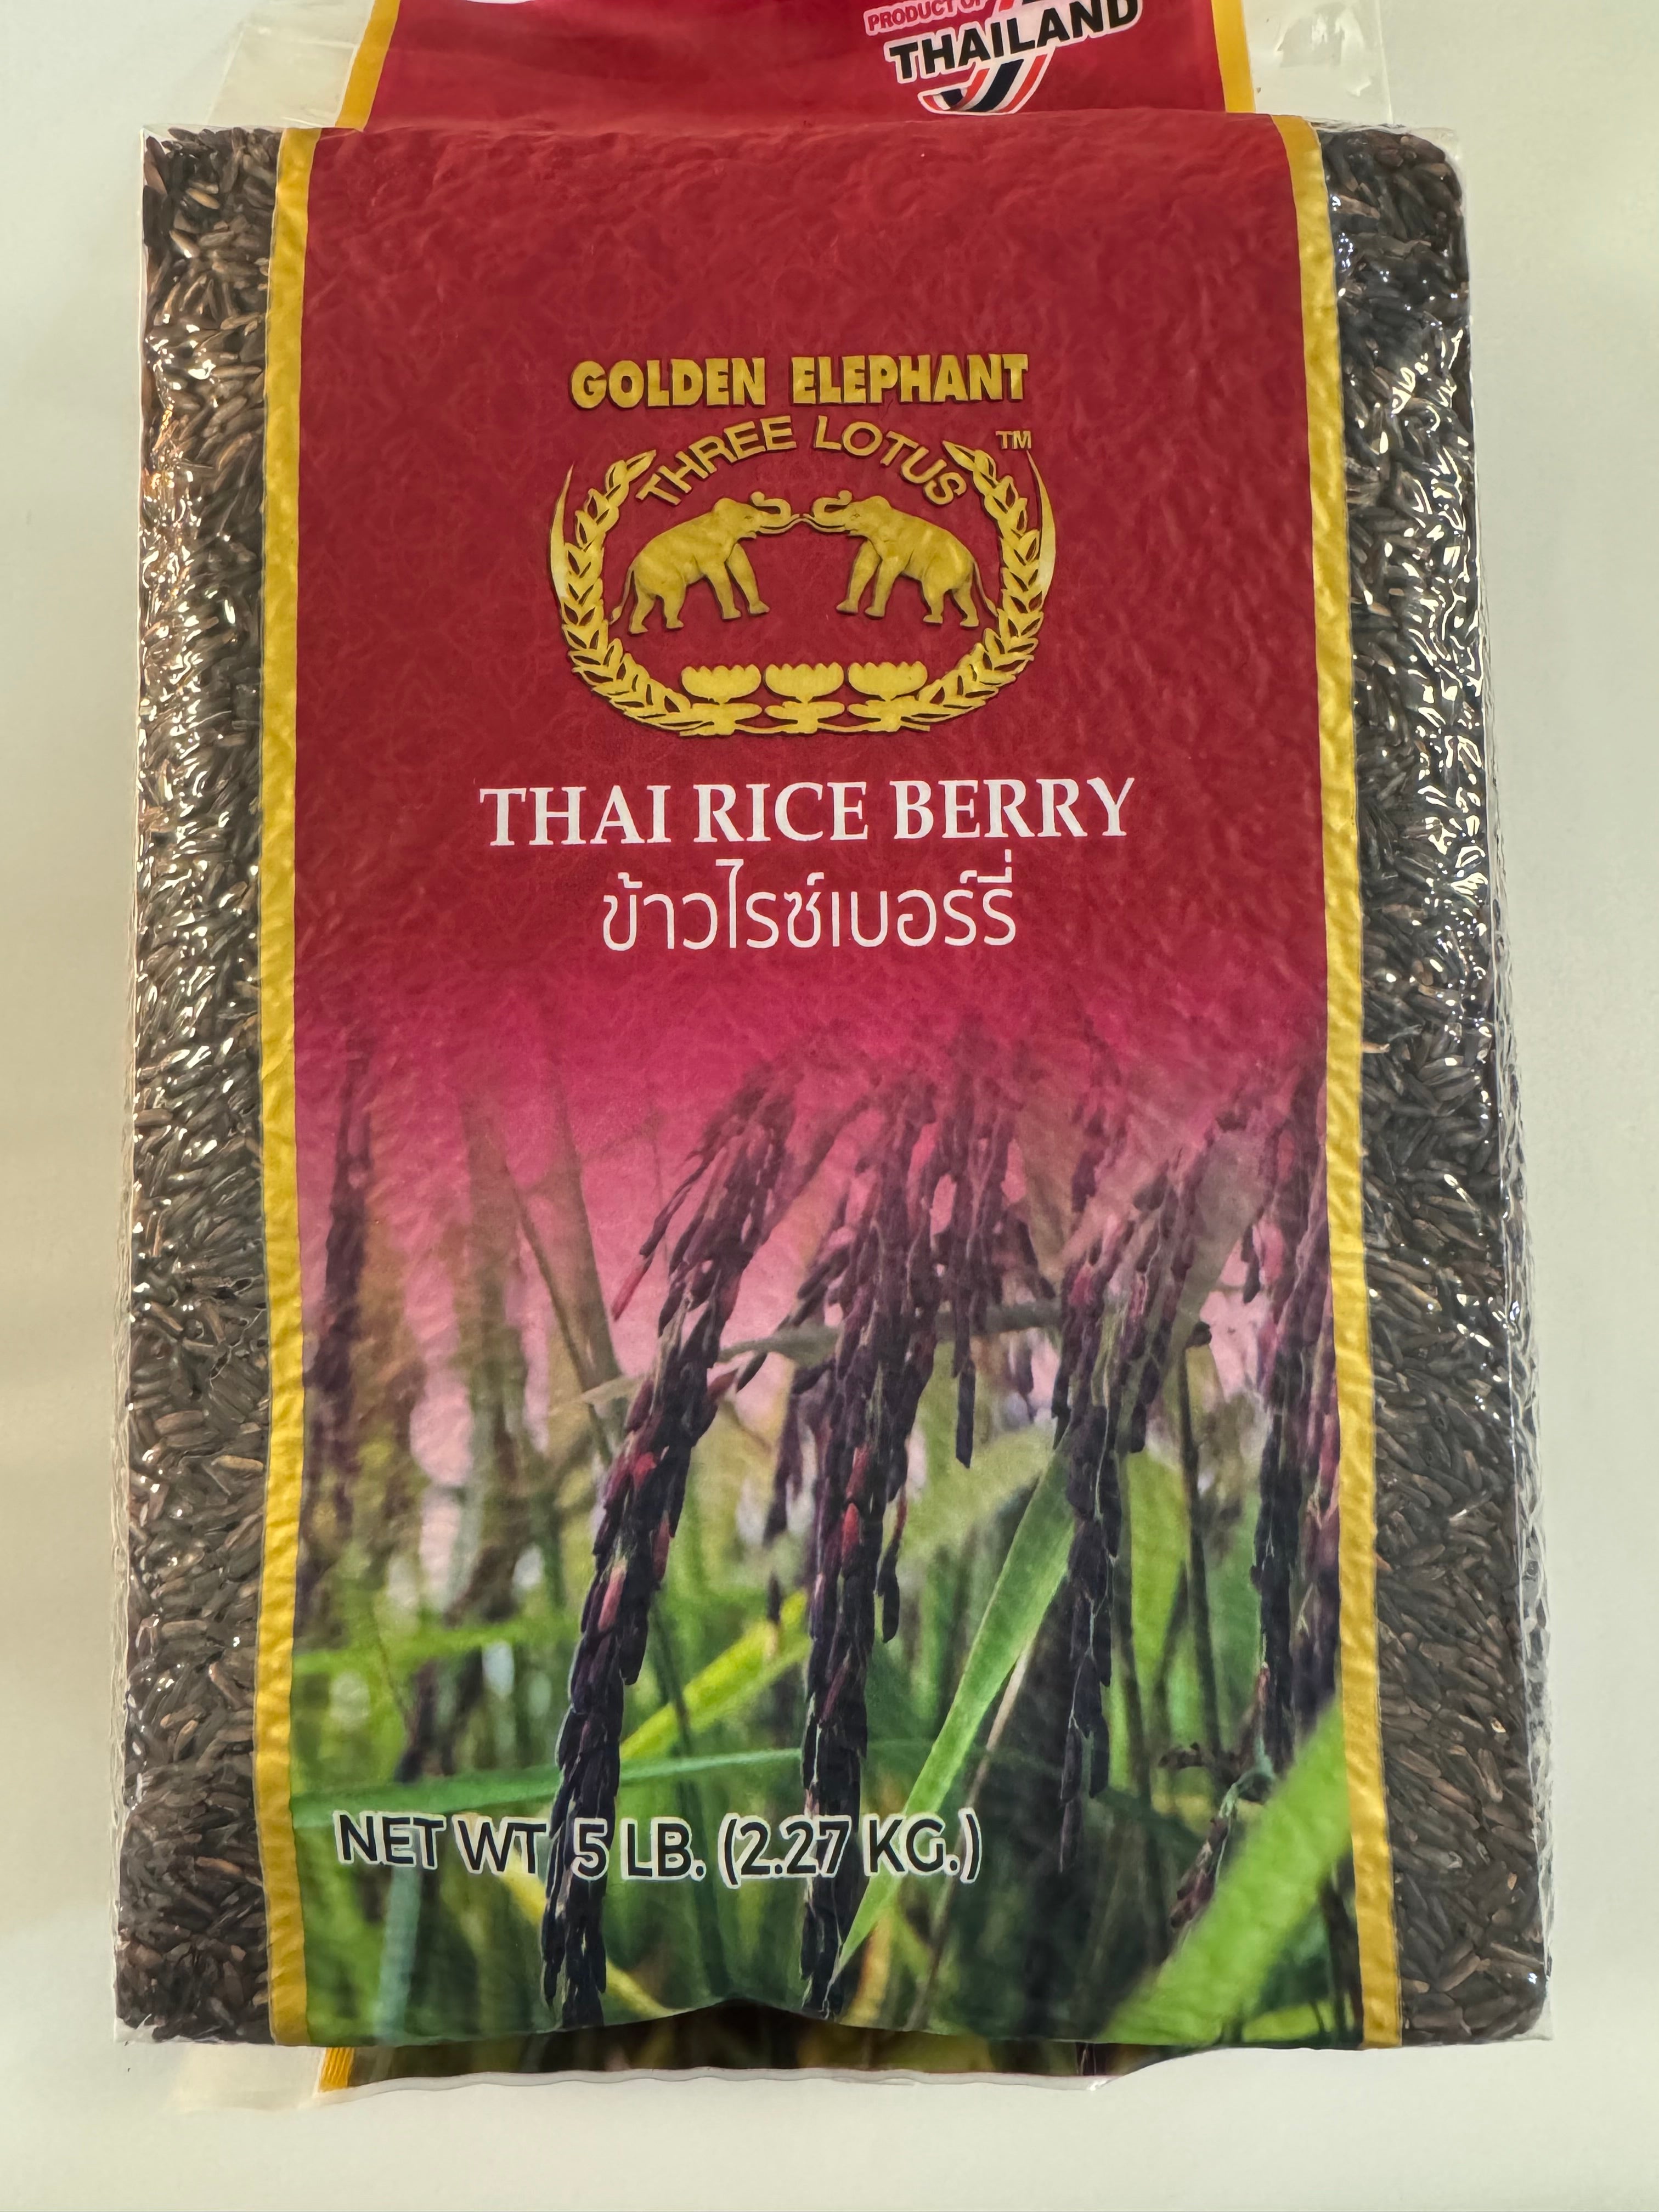 PRODUCT OF
THAILAND
GOLDEN ELEPHANT
THREE LOTUS TM
THAI RICE BERRY
ข้าวไรซ์เบอร์รี่
NET WT 5 LB. (2.27 KG.)